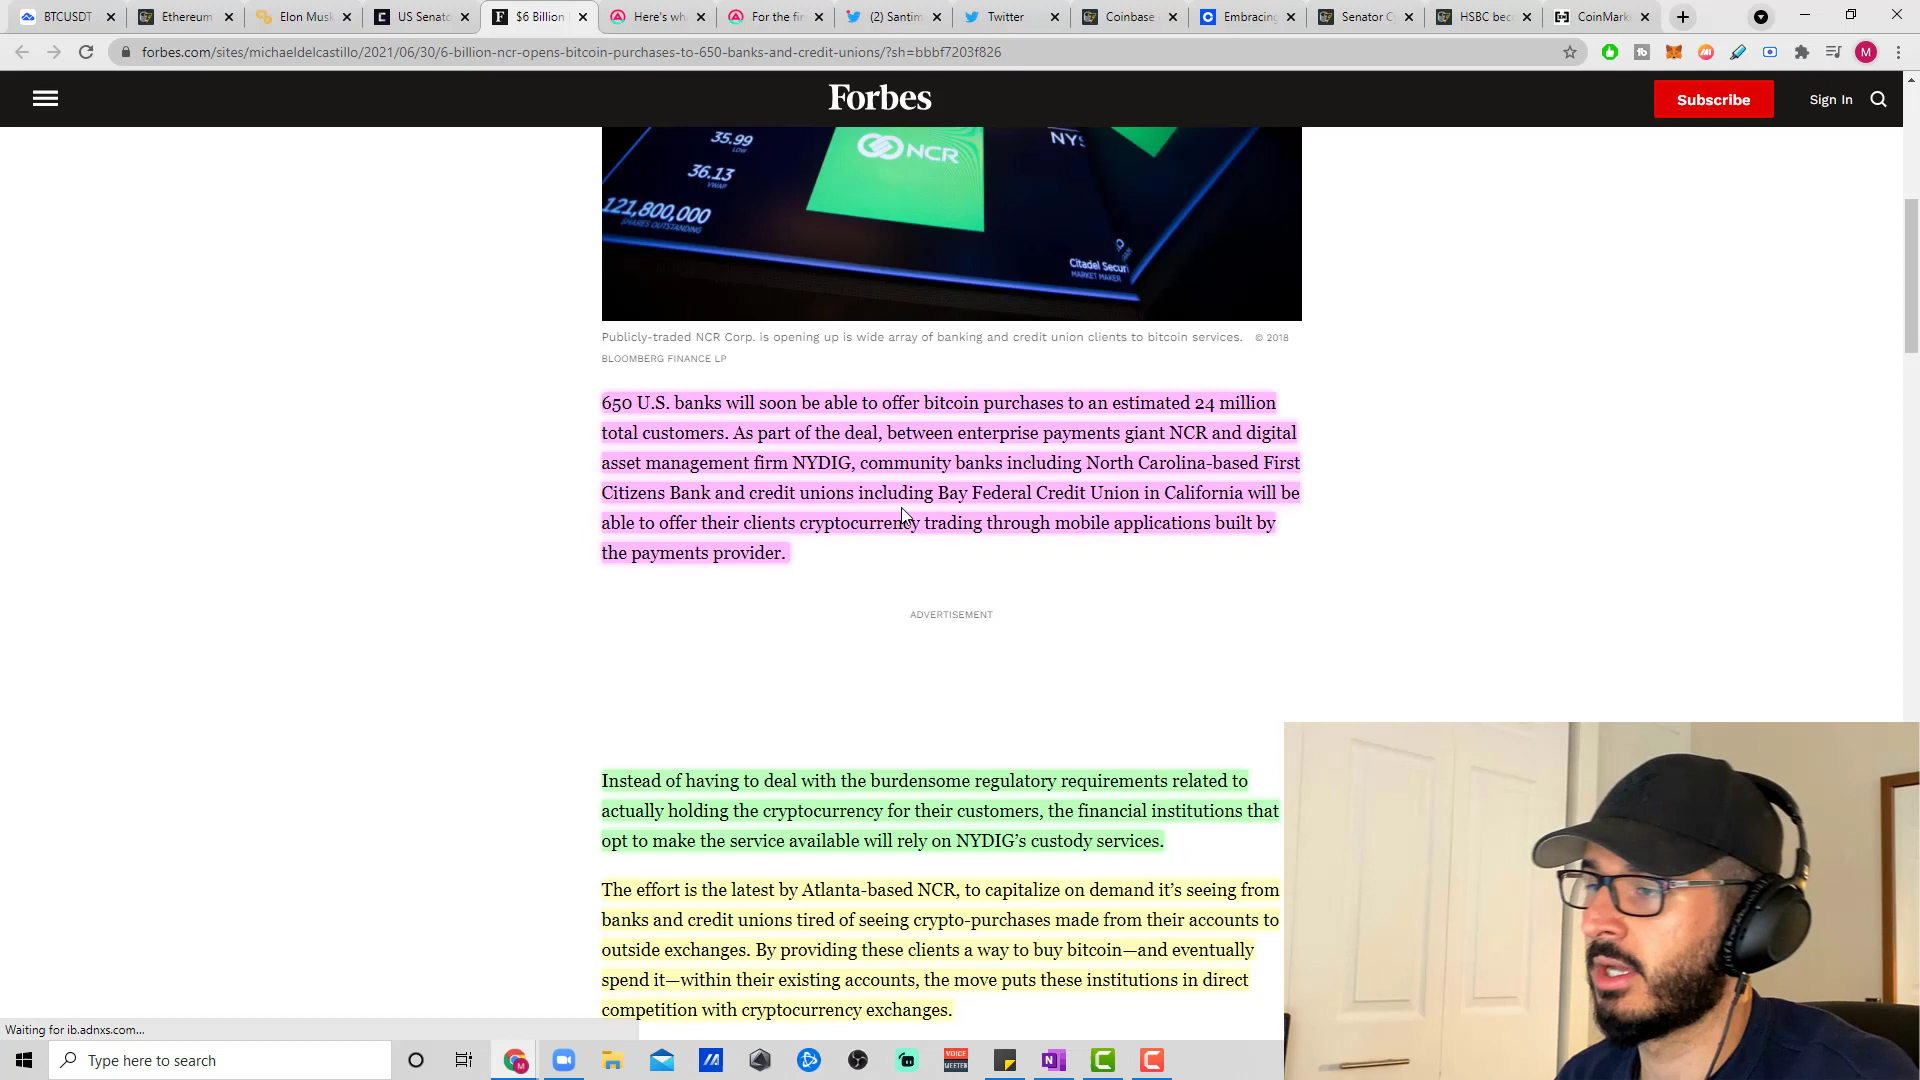 BTCUSDT
Ethereum
Elon Musk
US Senato
$6 Billion
Here's wh
For the fi
(2) Santim
Twitter
Coinbase
Embracing
Senator C
HSBC bec
CoinMark
forbes.com/sites/michaeldelcastillo/2021/06/30/6-billion-ncr-opens-bitcoin-purchases-to-650-banks-and-credit-unions/?sh=bbbf7203f826
M
Forbes
Subscribe
Sign In
35.99
LOW
36.13
VWAP
121,800,000
SHARES OUTSTANDING
NCR
NYS
Citadel Securi
MARKET MAKER
Publicly-traded NCR Corp. is opening up is wide array of banking and credit union clients to bitcoin services. © 2018
BLOOMBERG FINANCE LP
650 U.S. banks will soon be able to offer bitcoin purchases to an estimated 24 million
total customers. As part of the deal, between enterprise payments giant NCR and digital
asset management firm NYDIG, community banks including North Carolina-based First
Citizens Bank and credit unions including Bay Federal Credit Union in California will be
able to offer their clients cryptocurrency trading through mobile applications built by
the payments provider.
ADVERTISEMENT
Instead of having to deal with the burdensome regulatory requirements related to
actually holding the cryptocurrency for their customers, the financial institutions that
opt to make the service available will rely on NYDIG’s custody services.
The effort is the latest by Atlanta-based NCR, to capitalize on demand it’s seeing from
banks and credit unions tired of seeing crypto-purchases made from their accounts to
outside exchanges. By providing these clients a way to buy bitcoin—and eventually
spend it—within their existing accounts, the move puts these institutions in direct
competition with cryptocurrency exchanges.
Waiting for ib.adnxs.com...
Type here to search
VOICE
MEETER